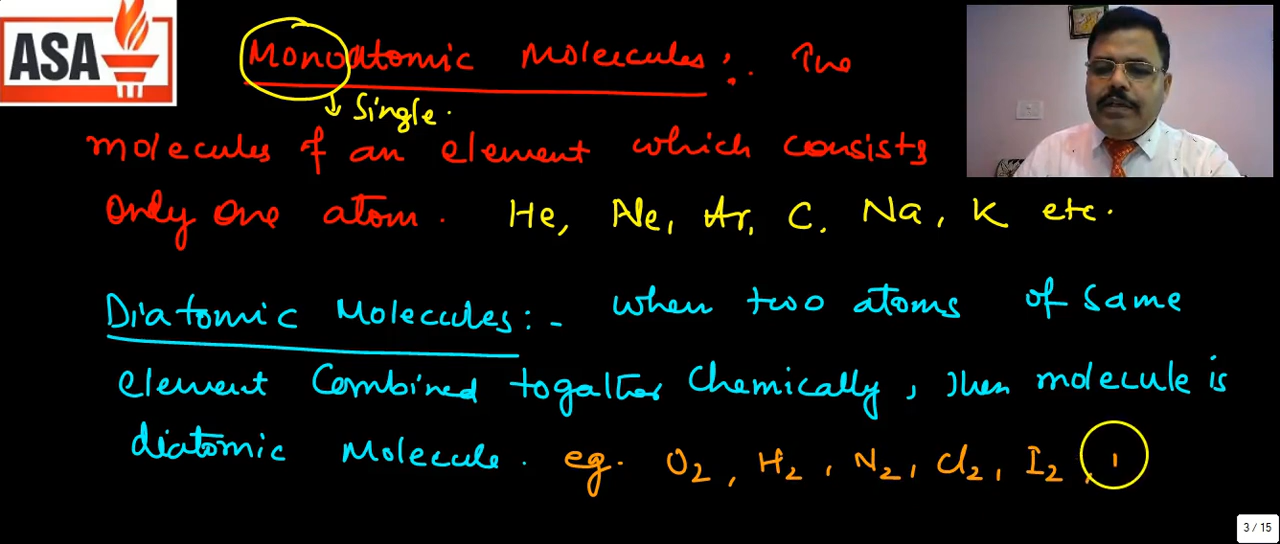 ASA
Monoatomic Molecules :. The
↓ Single.
molecules of an element which consists
Only one atom. He, Ne, Ar, C, Na, K etc.
Diatomic Molecules :- when two atoms of same
element Combined togather Chemically, then molecule is
diatomic Molecule. eg. O2, H2, N2, Cl2, I2,
3 / 15